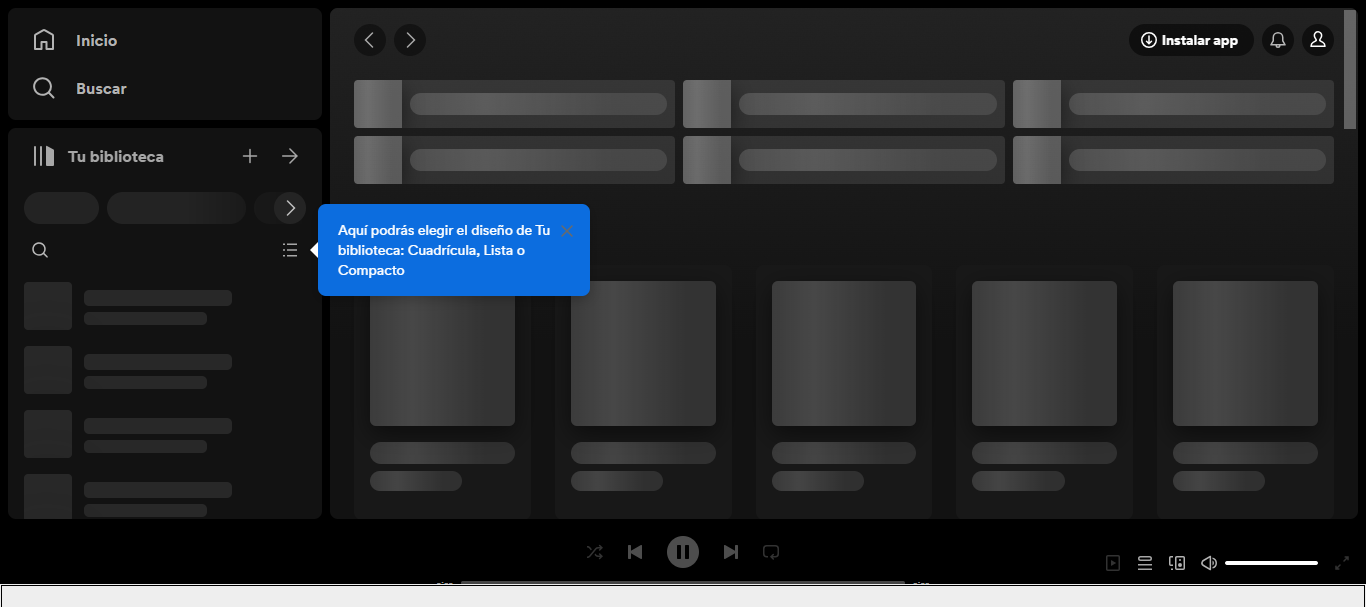 Inicio
Buscar
Instalar app
Tu biblioteca
Aquí podrás elegir el diseño de Tu
biblioteca: Cuadrícula, Lista o
Compacto